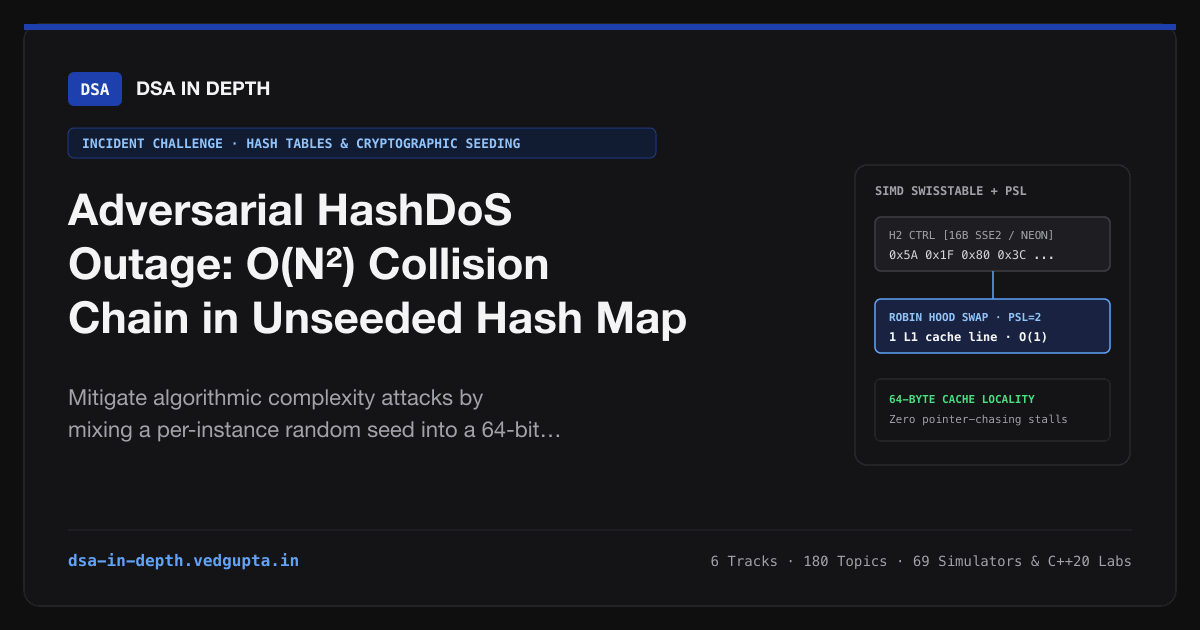 DSA
DSA IN DEPTH
INCIDENT CHALLENGE · HASH TABLES & CRYPTOGRAPHIC SEEDING
Adversarial HashDoS
Outage: O(N²) Collision
Chain in Unseeded Hash Map
Mitigate algorithmic complexity attacks by
mixing a per-instance random seed into a 64-bit…
SIMD SWISSTABLE + PSL
H2 CTRL [16B SSE2 / NEON]
0x5A 0x1F 0x80 0x3C ...
ROBIN HOOD SWAP · PSL=2
1 L1 cache line · O(1)
64-BYTE CACHE LOCALITY
Zero pointer-chasing stalls
dsa-in-depth.vedgupta.in
6 Tracks · 180 Topics · 69 Simulators & C++20 Labs